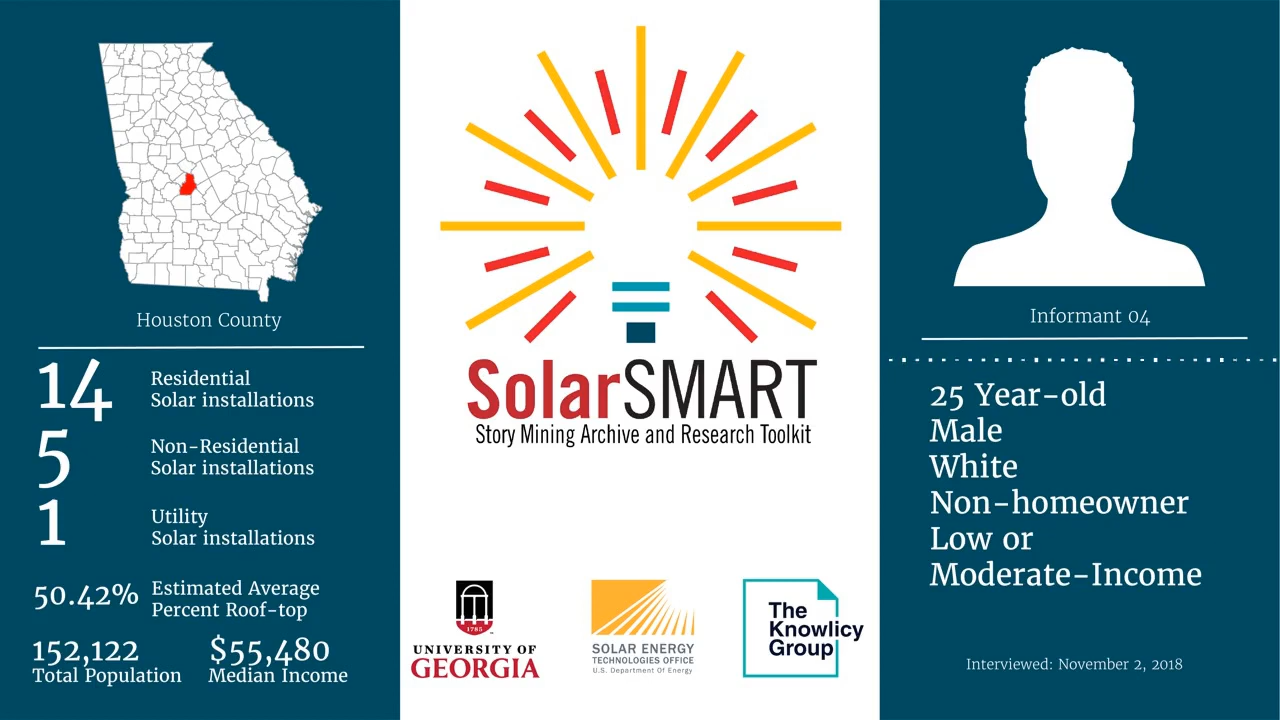 Houston County
14
Residential
Solar installations
5
Non-Residential
Solar installations
1
Utility
Solar installations
50.42%
Estimated Average
Percent Roof-top
152,122
Total Population
$55,480
Median Income
SolarSMART
Story Mining Archive and Research Toolkit
1785
UNIVERSITY OF
GEORGIA
SOLAR ENERGY
TECHNOLOGIES OFFICE
U.S. Department Of Energy
The
Knowlicy
Group
Informant 04
25 Year-old
Male
White
Non-homeowner
Low or
Moderate-Income
Interviewed: November 2, 2018